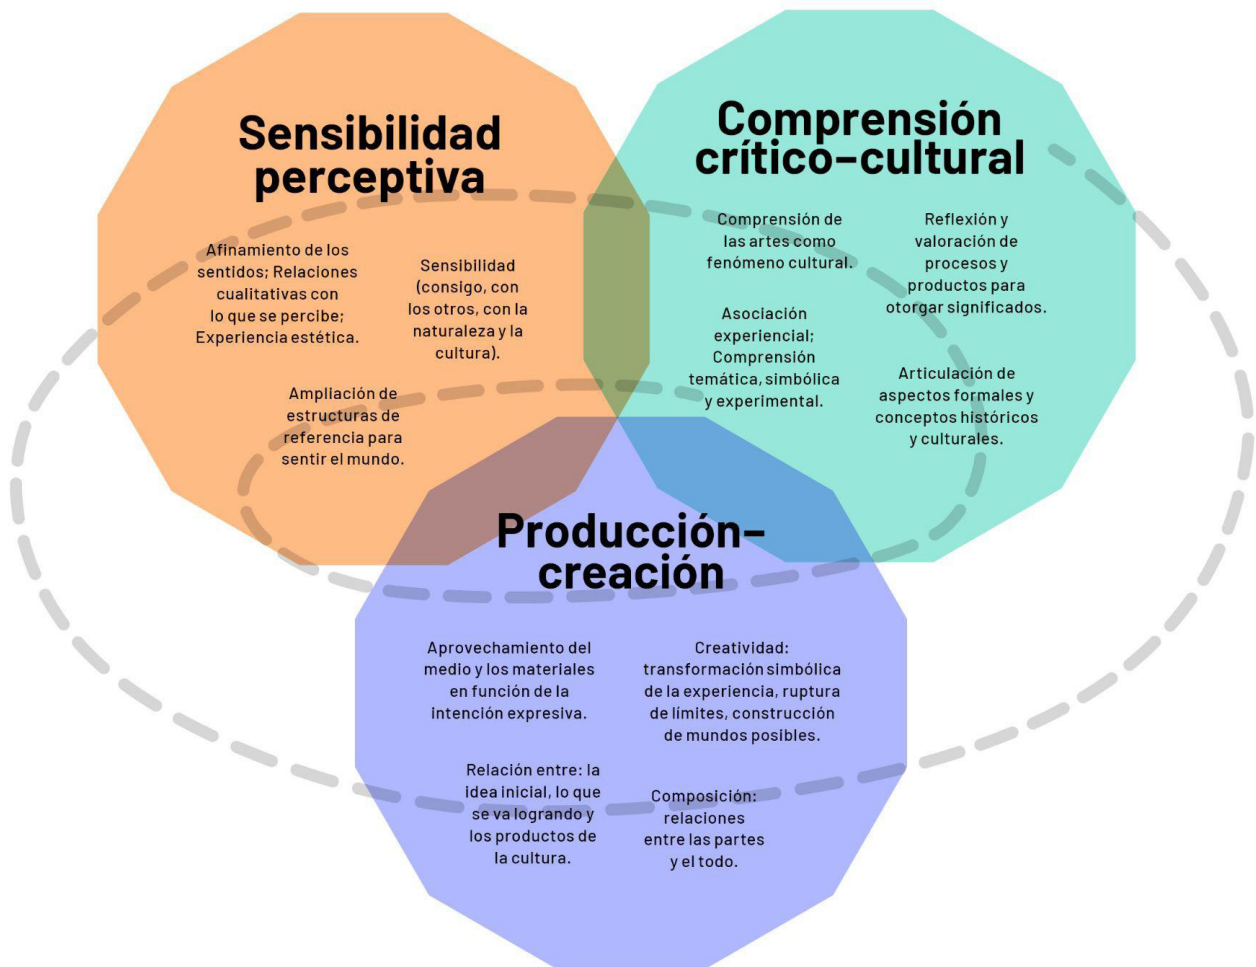 Sensibilidad
perceptiva
Afinamiento de los
sentidos; Relaciones
cualitativas con
lo que se percibe;
Experiencia estética.
Sensibilidad
(consigo, con
los otros, con la
naturaleza y la
cultura).
Ampliación de
estructuras de
referencia para
sentir el mundo.
Comprensión
crítico-cultural
Comprensión de
las artes como
fenómeno cultural.
Reflexión y
valoración de
procesos y
productos para
otorgar significados.
Asociación
experiencial;
Comprensión
temática, simbólica
y experimental.
Articulación de
aspectos formales y
conceptos históricos
y culturales.
Producción-
creación
Aprovechamiento del
medio y los materiales
en función de la
intención expresiva.
Creatividad:
transformación simbólica
de la experiencia, ruptura
de límites, construcción
de mundos posibles.
Relación entre: la
idea inicial, lo que
se va logrando y
los productos de
la cultura.
Composición:
relaciones
entre las partes
y el todo.